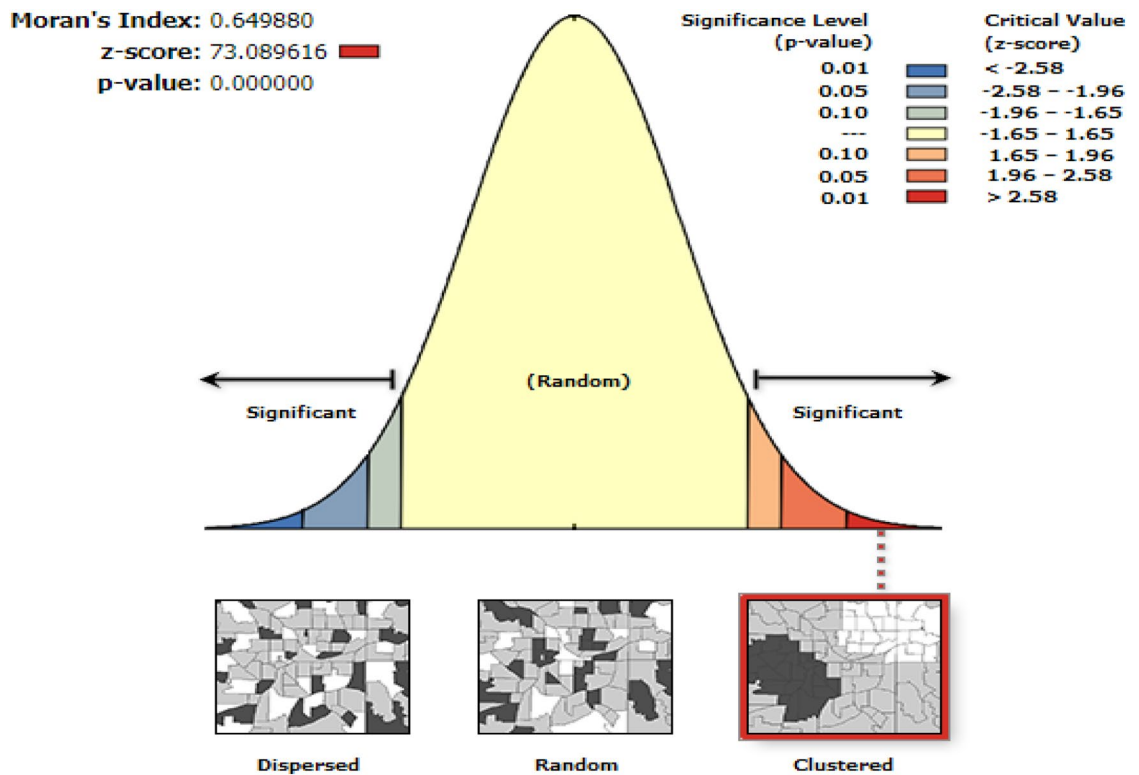 Moran's Index: 0.649880
z-score: 73.089616
p-value: 0.000000
Significance Level (p-value)
Critical Value (z-score)
0.01 < -2.58
0.05 -2.58 – -1.96
0.10 -1.96 – -1.65
--- -1.65 – 1.65
0.10 1.65 – 1.96
0.05 1.96 – 2.58
0.01 > 2.58
(Random)
Significant Significant
Dispersed Random Clustered